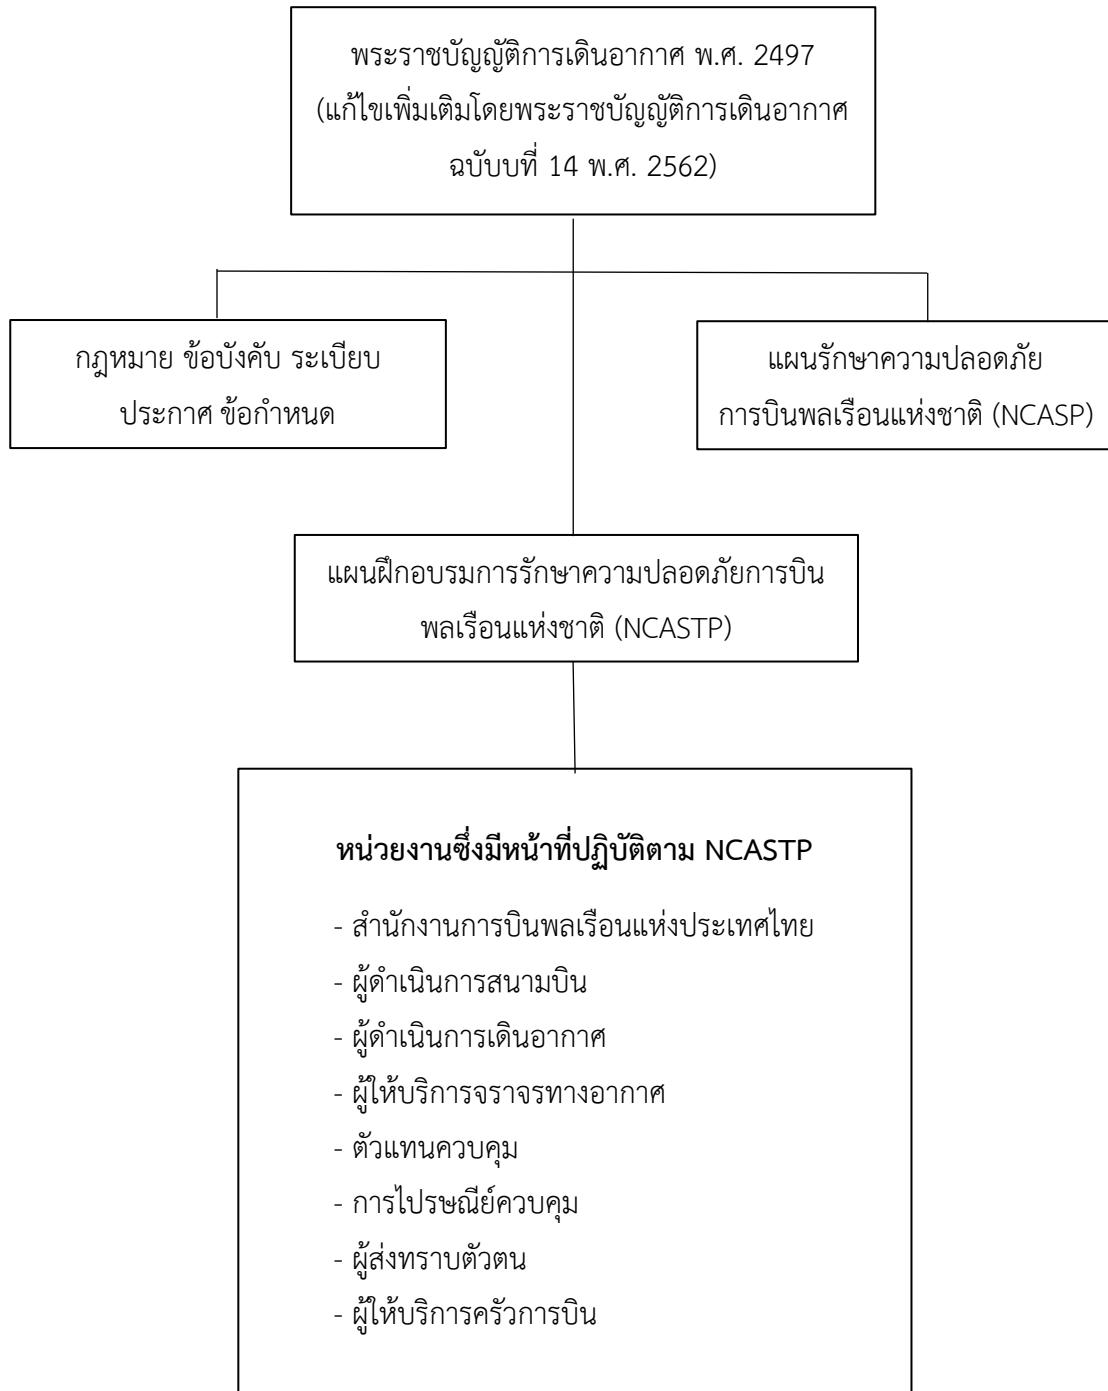 พระราชบัญญัติการเดินอากาศ พ.ศ. 2497
(แก้ไขเพิ่มเติมโดยพระราชบัญญัติการเดินอากาศ
ฉบับบที่ 14 พ.ศ. 2562)
กฎหมาย ข้อบังคับ ระเบียบ
ประกาศ ข้อกำหนด
แผนรักษาความปลอดภัย
การบินพลเรือนแห่งชาติ (NCASP)
แผนฝึกอบรมการรักษาความปลอดภัยการบิน
พลเรือนแห่งชาติ (NCASTP)
หน่วยงานซึ่งมีหน้าที่ปฏิบัติตาม NCASTP
- สำนักงานการบินพลเรือนแห่งประเทศไทย
- ผู้ดำเนินการสนามบิน
- ผู้ดำเนินการเดินอากาศ
- ผู้ให้บริการจราจรทางอากาศ
- ตัวแทนควบคุม
- การไปรษณีย์ควบคุม
- ผู้ส่งทราบตัวตน
- ผู้ให้บริการครัวการบิน